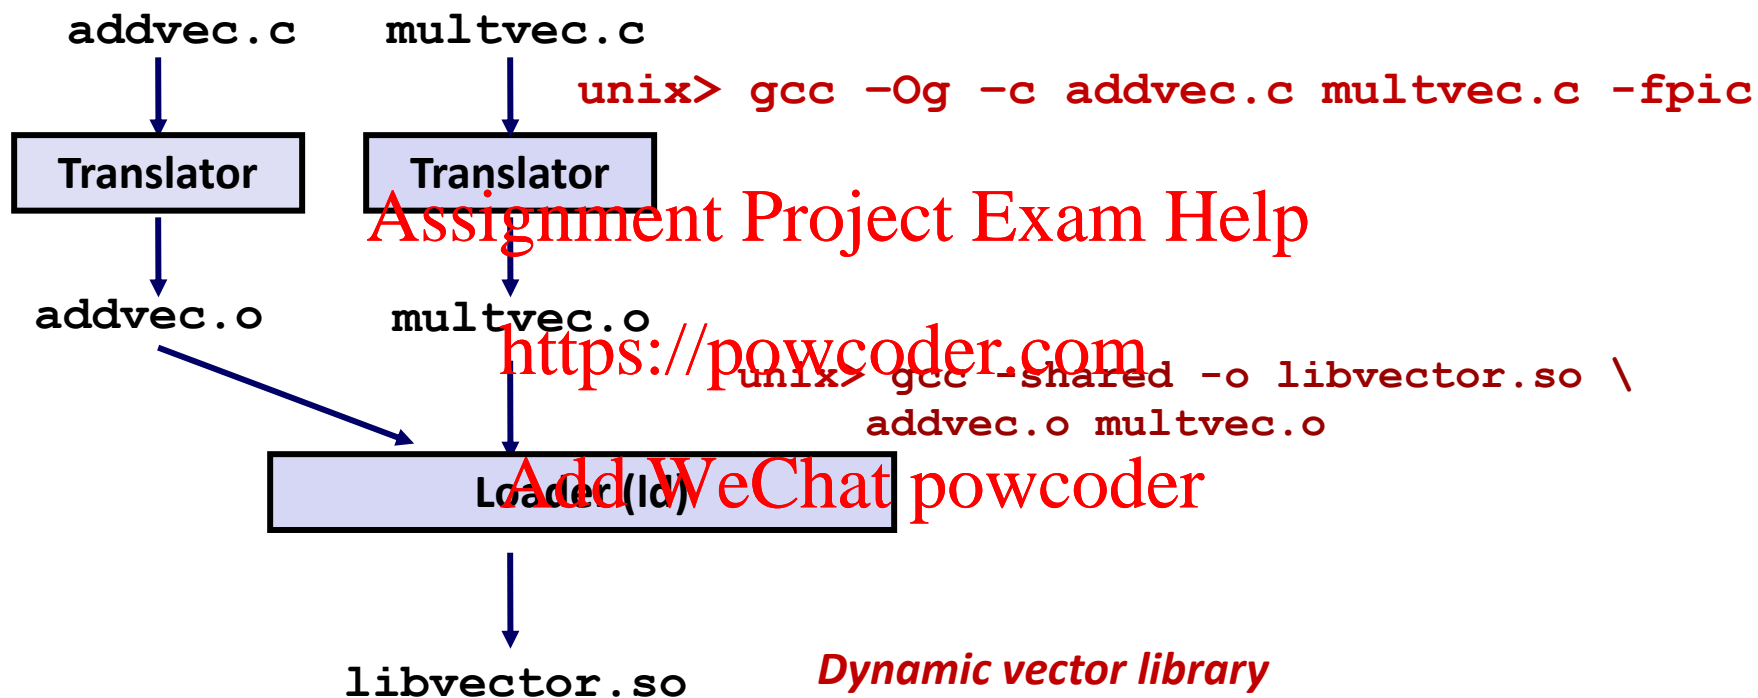 addvec.c multvec.c
unix> gcc –Og –c addvec.c multvec.c -fpic
Translator Translator
Assignment Project Exam Help
addvec.o multvec.o
https://powcoder.com
unix> gcc -shared -o libvector.so \
addvec.o multvec.o
Loader (ld)
Add WeChat powcoder
libvector.so
Dynamic vector library